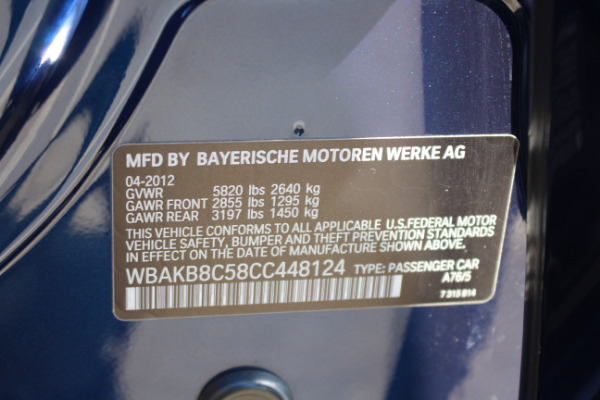 MFD BY BAYERISCHE MOTOREN WERKE AG
04-2012
GVWR 5820 lbs 2640 kg
GAWR FRONT 2855 lbs 1295 kg
GAWR REAR 3197 lbs 1450 kg
THIS VEHICLE CONFORMS TO ALL APPLICABLE U.S.FEDERAL MOTOR
VEHICLE SAFETY, BUMPER AND THEFT PREVENTION STANDARDS
IN EFFECT ON THE DATE OF MANUFACTURE SHOWN ABOVE.
WBAKB8C58CC448124 TYPE: PASSENGER CAR
A76/5
7 315 814